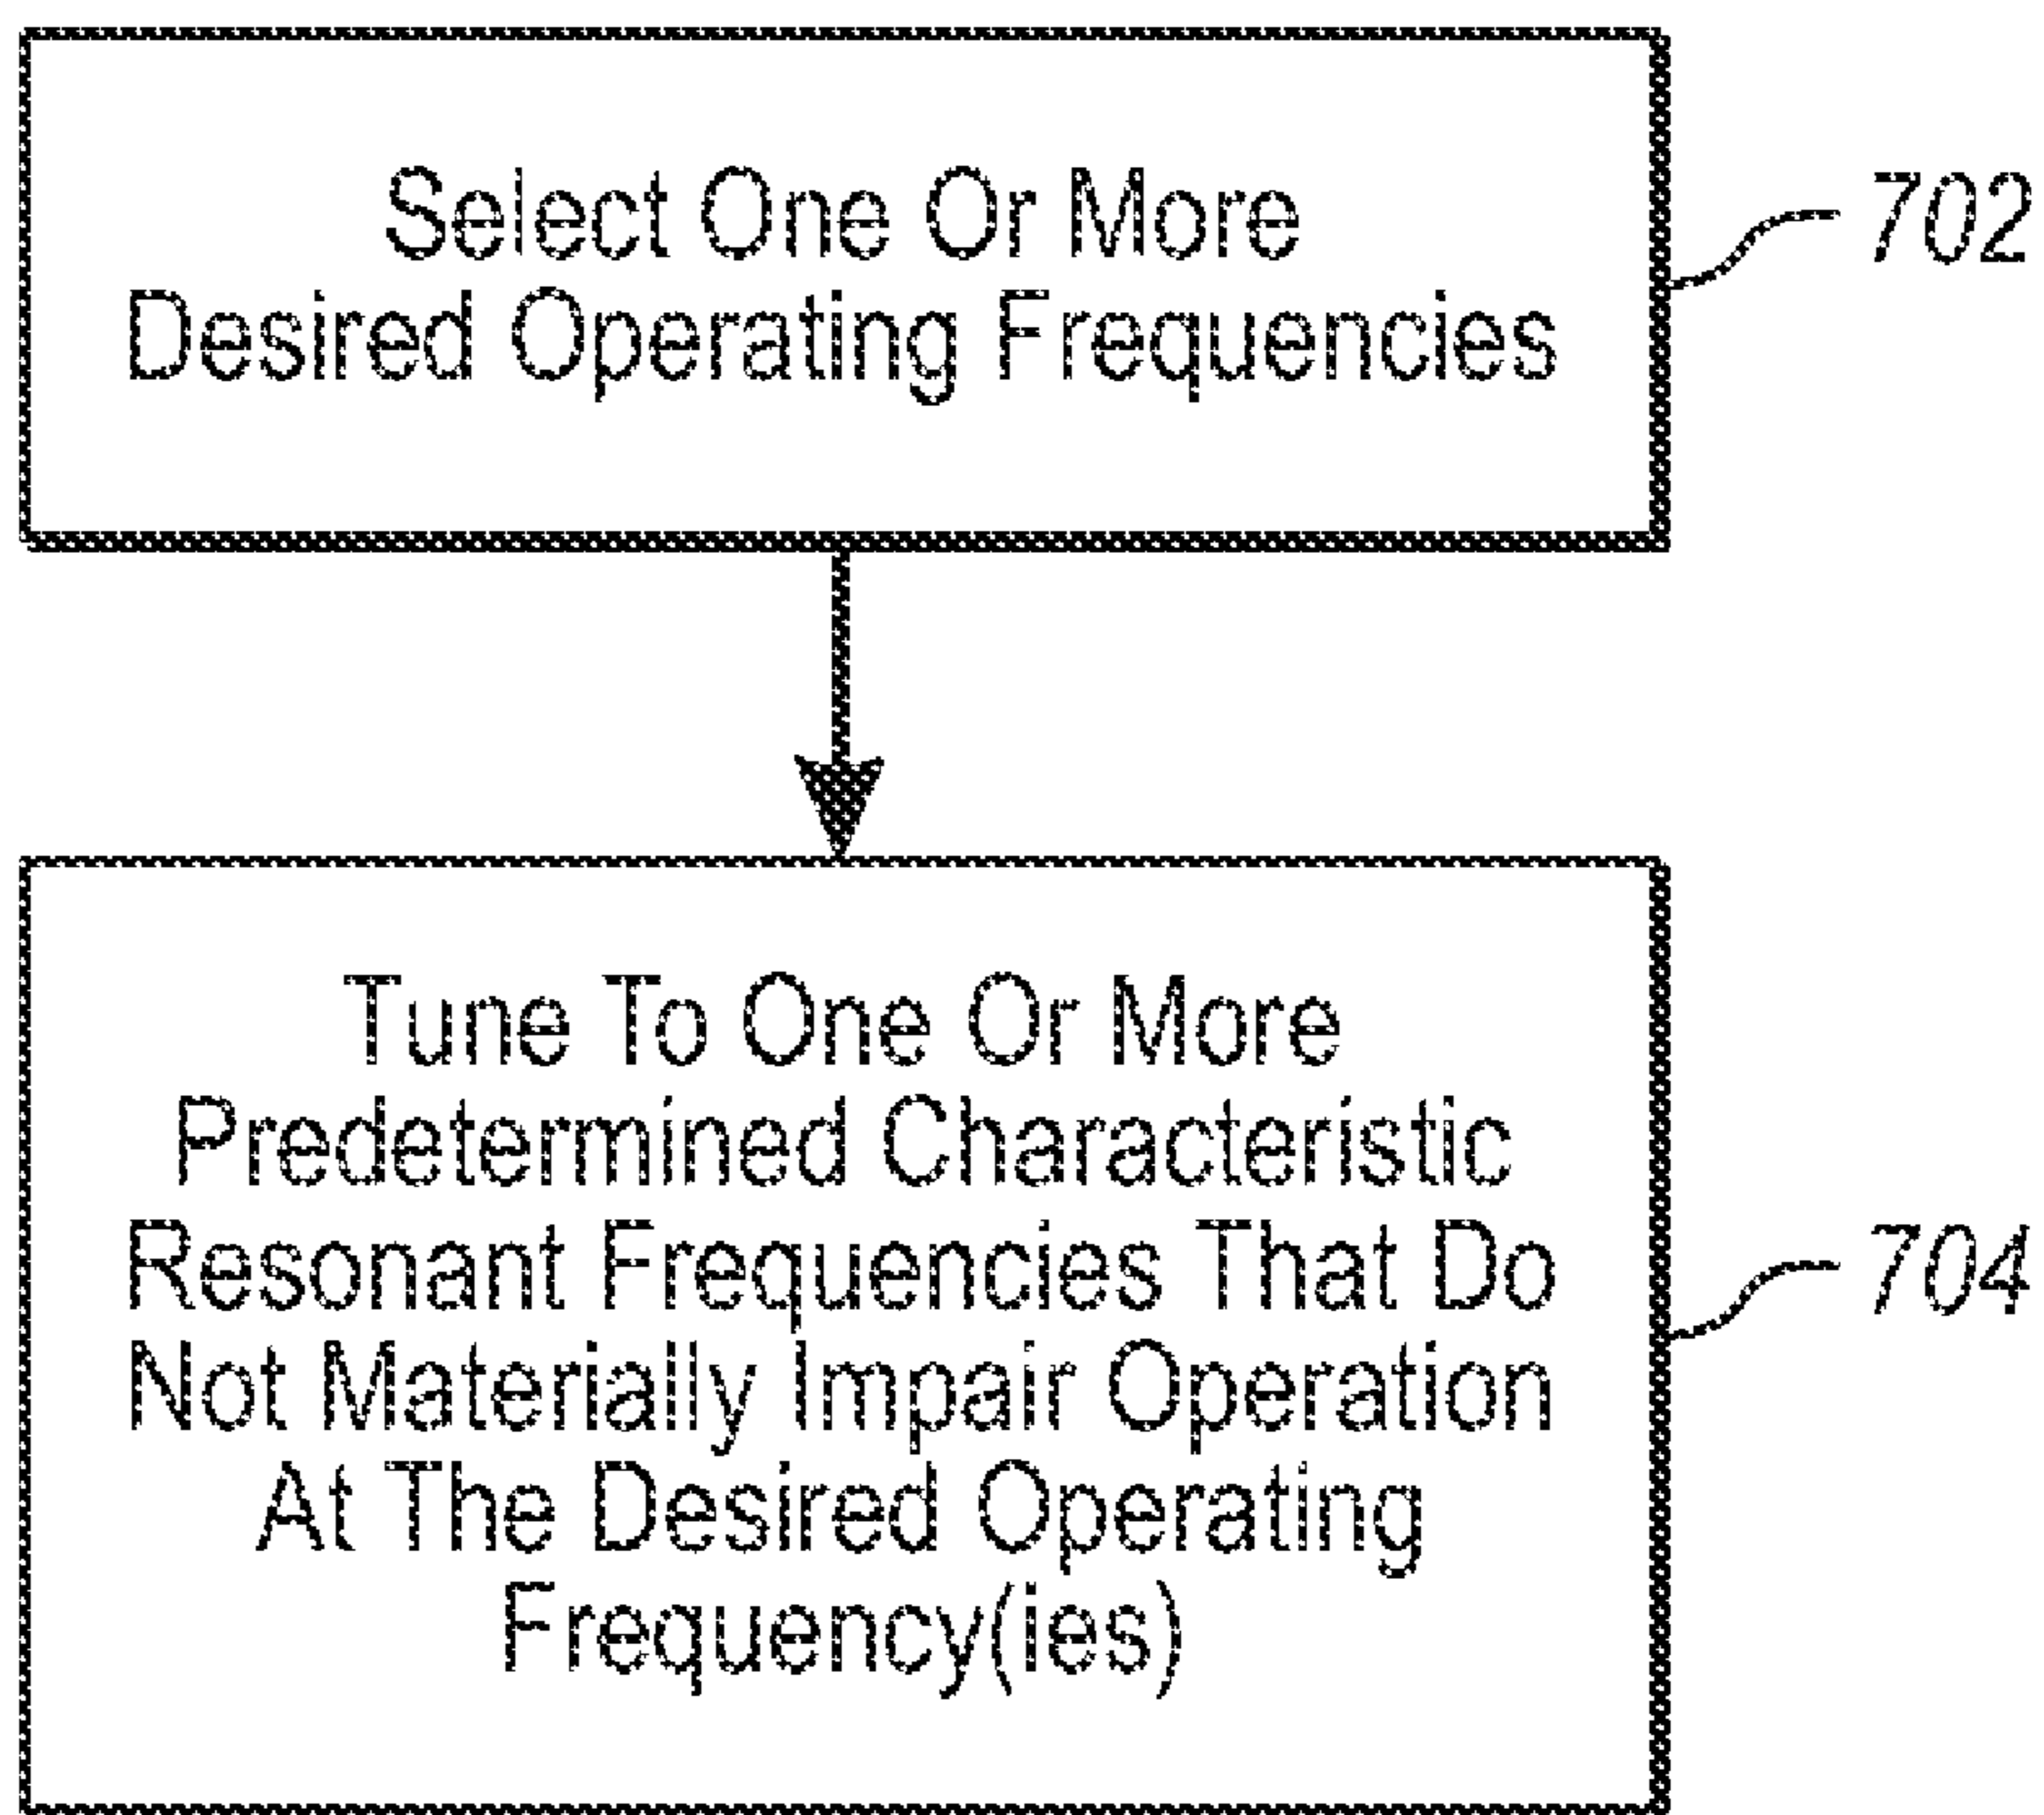 Select One Or More
Desired Operating Frequencies
702
Tune To One Or More
Predetermined Characteristic
Resonant Frequencies That Do
Not Materially Impair Operation
At The Desired Operating
Frequency(ies)
704